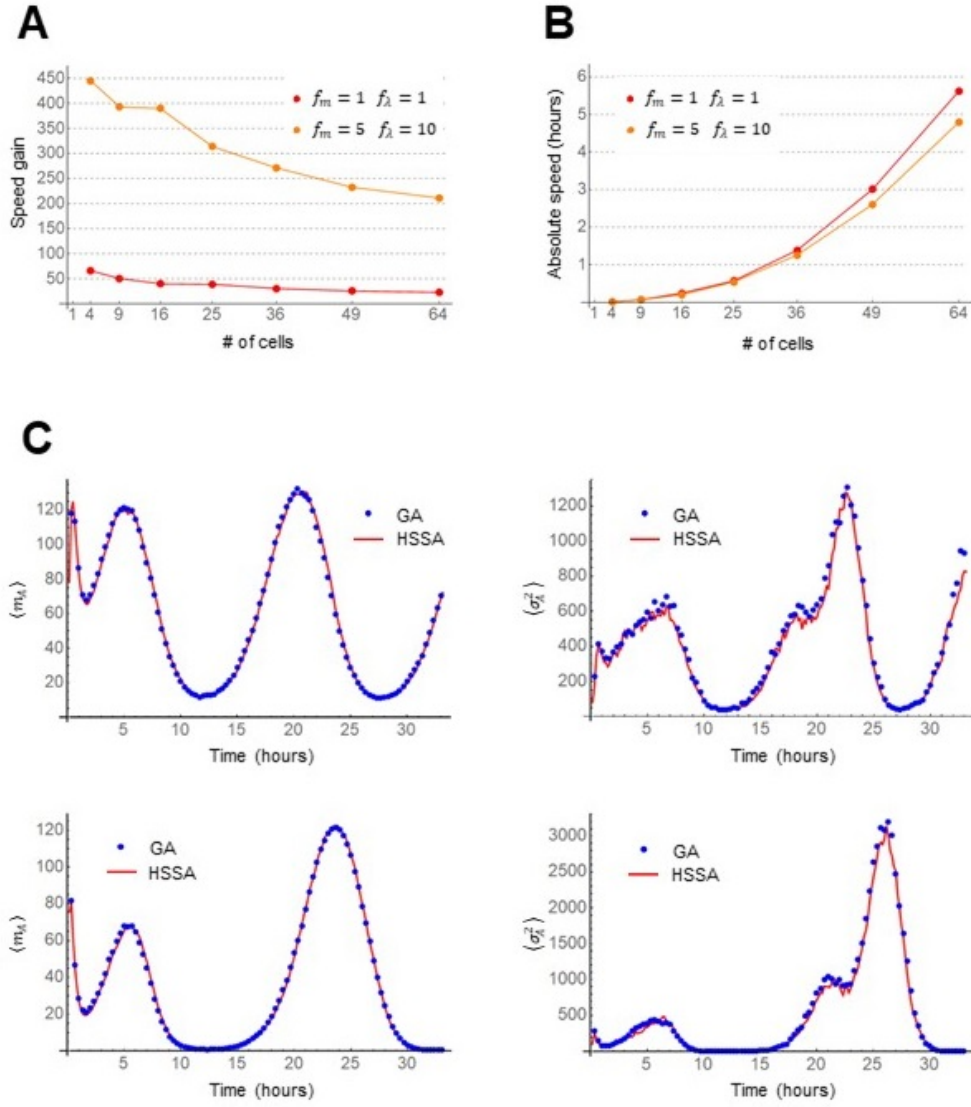 A
Speed gain
450
400
350
300
250
200
150
100
50
1 4 9 16 25 36 49 64
# of cells
f_m = 1 f_λ = 1
f_m = 5 f_λ = 10
B
Absolute speed (hours)
6
5
4
3
2
1
1 4 9 16 25 36 49 64
# of cells
f_m = 1 f_λ = 1
f_m = 5 f_λ = 10
C
⟨m_A⟩
120
100
80
60
40
20
5 10 15 20 25 30
Time (hours)
GA
HSSA
⟨σ_A^2⟩
1200
1000
800
600
400
200
5 10 15 20 25 30
Time (hours)
GA
HSSA
⟨m_A⟩
120
100
80
60
40
20
0
5 10 15 20 25 30
Time (hours)
GA
HSSA
⟨σ_A^2⟩
3000
2500
2000
1500
1000
500
5 10 15 20 25 30
Time (hours)
GA
HSSA